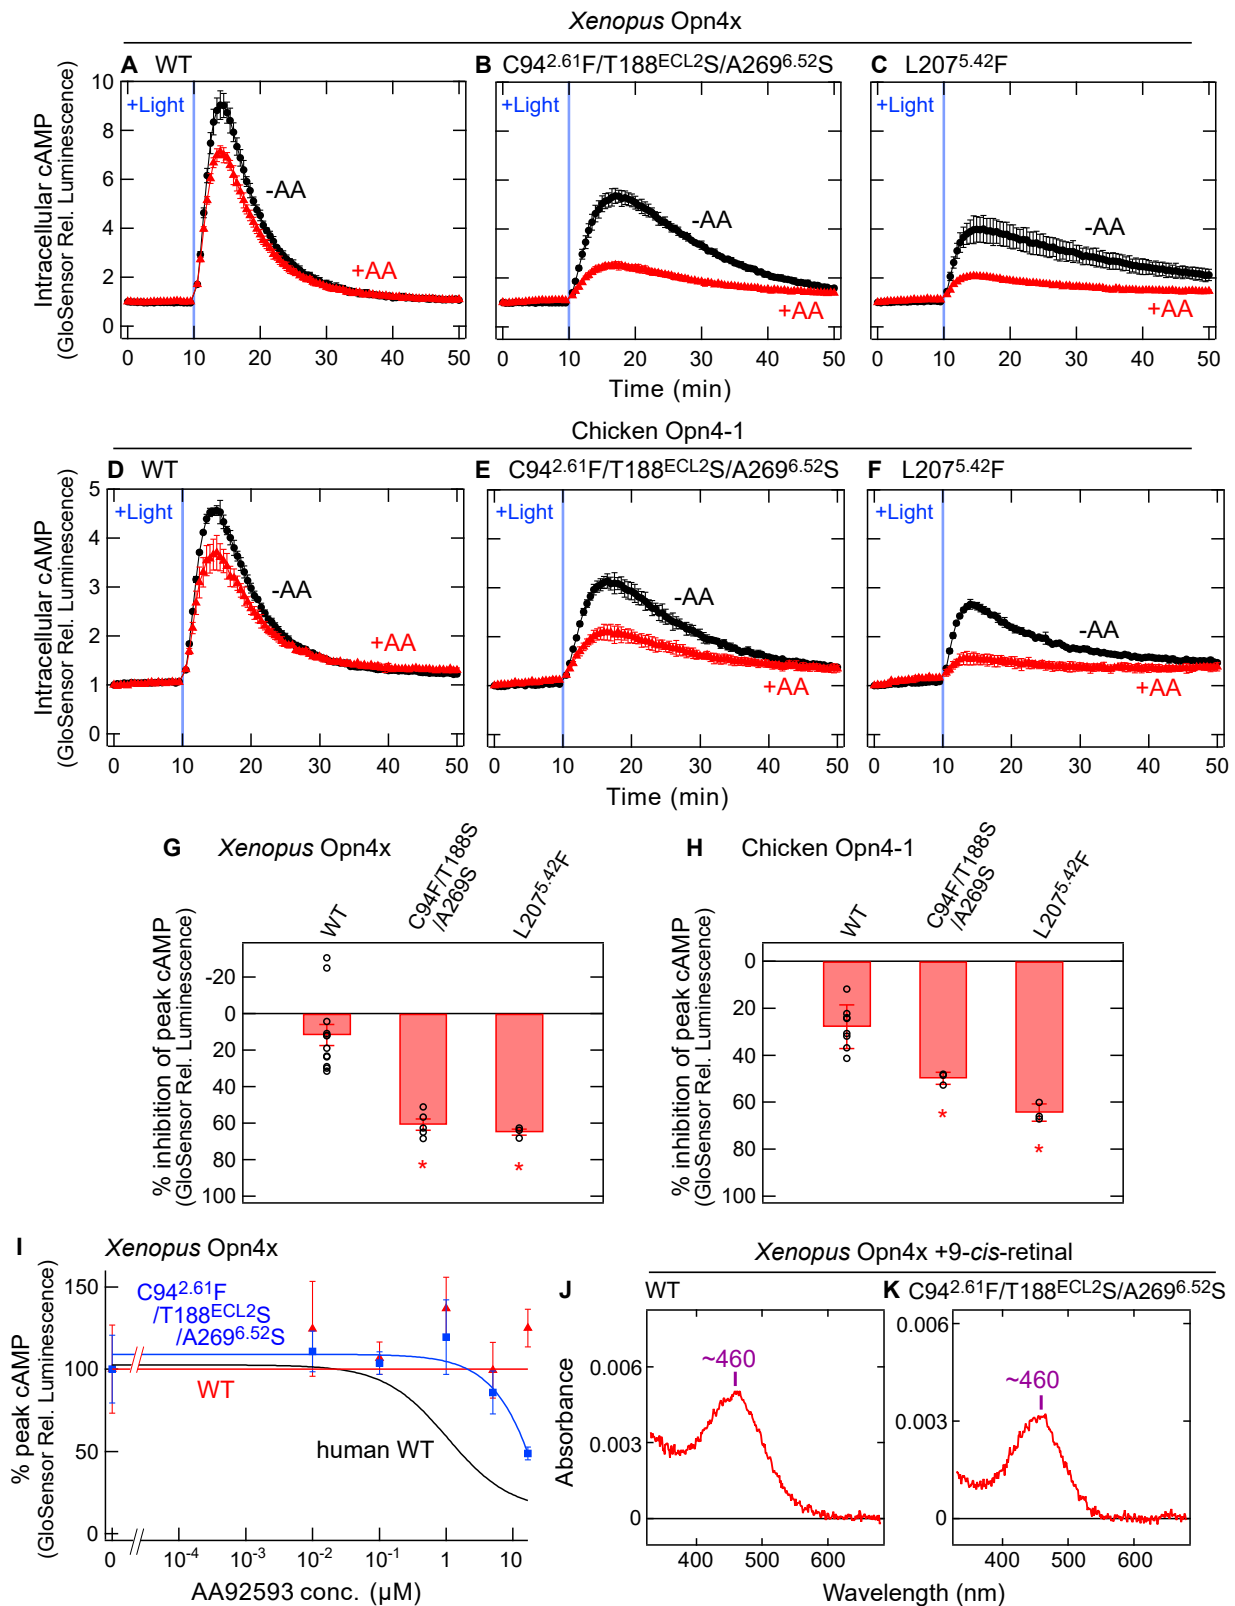 Xenopus Opn4x
A WT
B C94^2.61F/T188^ECL2S/A269^6.52S
C L207^5.42F
Intracellular cAMP
(GloSensor Rel. Luminescence)
10
8
6
4
2
0
+Light
-AA
+AA
0 10 20 30 40 50
+Light
-AA
+AA
0 10 20 30 40 50
+Light
-AA
+AA
0 10 20 30 40 50
Time (min)
Chicken Opn4-1
D WT
E C94^2.61F/T188^ECL2S/A269^6.52S
F L207^5.42F
Intracellular cAMP
(GloSensor Rel. Luminescence)
5
4
3
2
1
0
+Light
-AA
+AA
0 10 20 30 40 50
+Light
-AA
+AA
0 10 20 30 40 50
+Light
-AA
+AA
0 10 20 30 40 50
Time (min)
G Xenopus Opn4x
WT
C94F/T188S
/A269S
L207^5.42F
% inhibition of peak cAMP
(GloSensor Rel. Luminescence)
-20
0
20
40
60
80
100
*
*
H Chicken Opn4-1
WT
C94F/T188S
/A269S
L207^5.42F
% inhibition of peak cAMP
(GloSensor Rel. Luminescence)
0
20
40
60
80
100
*
*
I Xenopus Opn4x
% peak cAMP
(GloSensor Rel. Luminescence)
150
100
50
0
C94^2.61F
/T188^ECL2S
/A269^6.52S
WT
human WT
0 10^-4 10^-3 10^-2 10^-1 1 10
AA92593 conc. (μM)
Xenopus Opn4x +9-cis-retinal
J WT
K C94^2.61F/T188^ECL2S/A269^6.52S
Absorbance
0.006
0.003
0
~460
400 500 600
0.006
0.003
0
~460
400 500 600
Wavelength (nm)